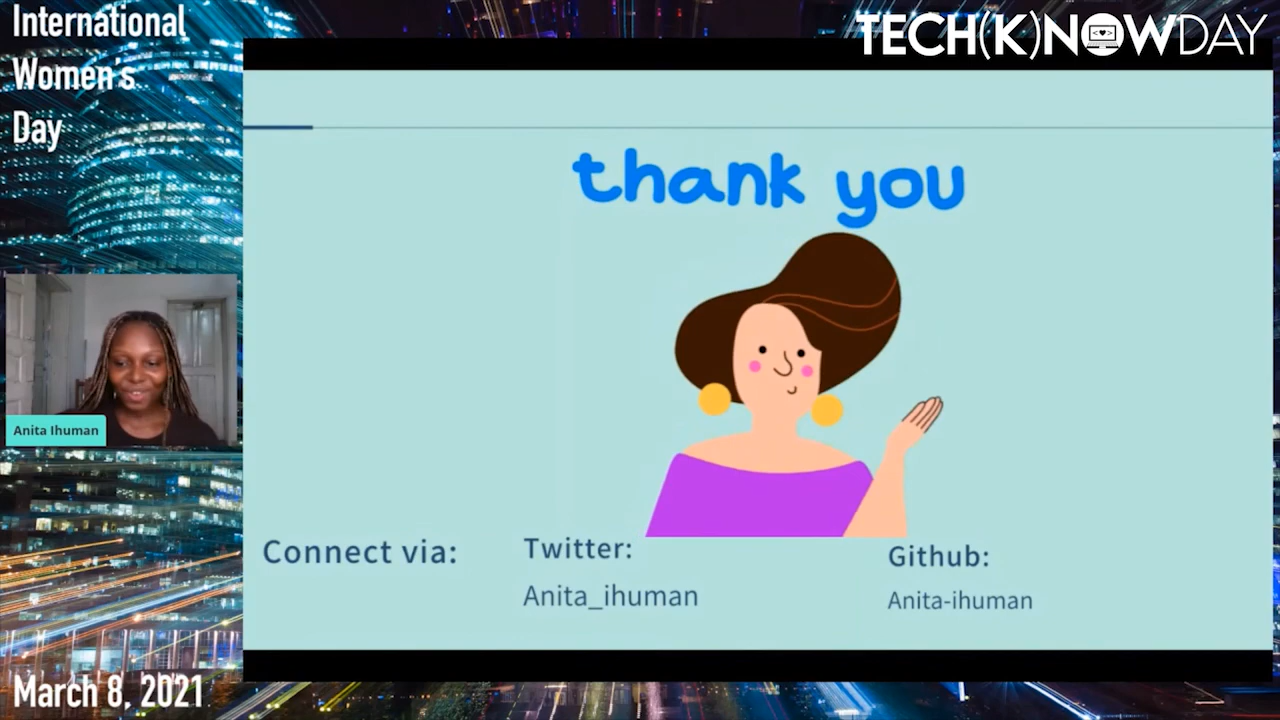 International
Women's
Day
TECH(K)NOWDAY
thank you
Anita Ihuman
Connect via:
Twitter:
Anita_ihuman
Github:
Anita-ihuman
March 8, 2021